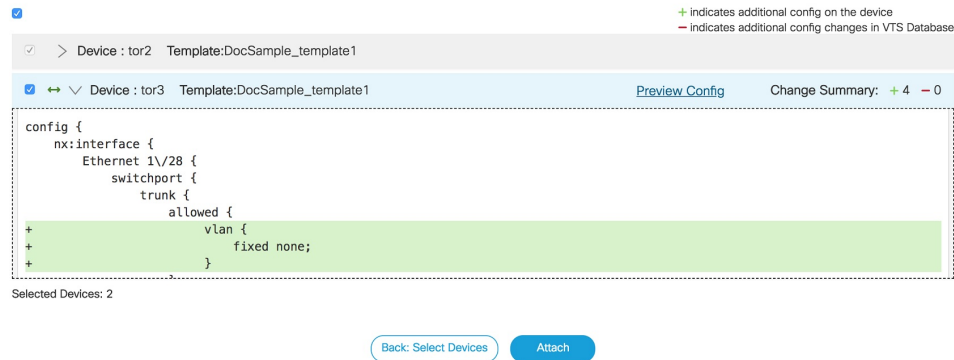 + indicates additional config on the device
− indicates additional config changes in VTS Database
> Device : tor2 Template:DocSample_template1
Device : tor3 Template:DocSample_template1 Preview Config Change Summary: + 4 − 0
config {
    nx:interface {
        Ethernet 1\/28 {
            switchport {
                trunk {
                    allowed {
+                        vlan {
+                            fixed none;
+                        }
Selected Devices: 2
Back: Select Devices Attach